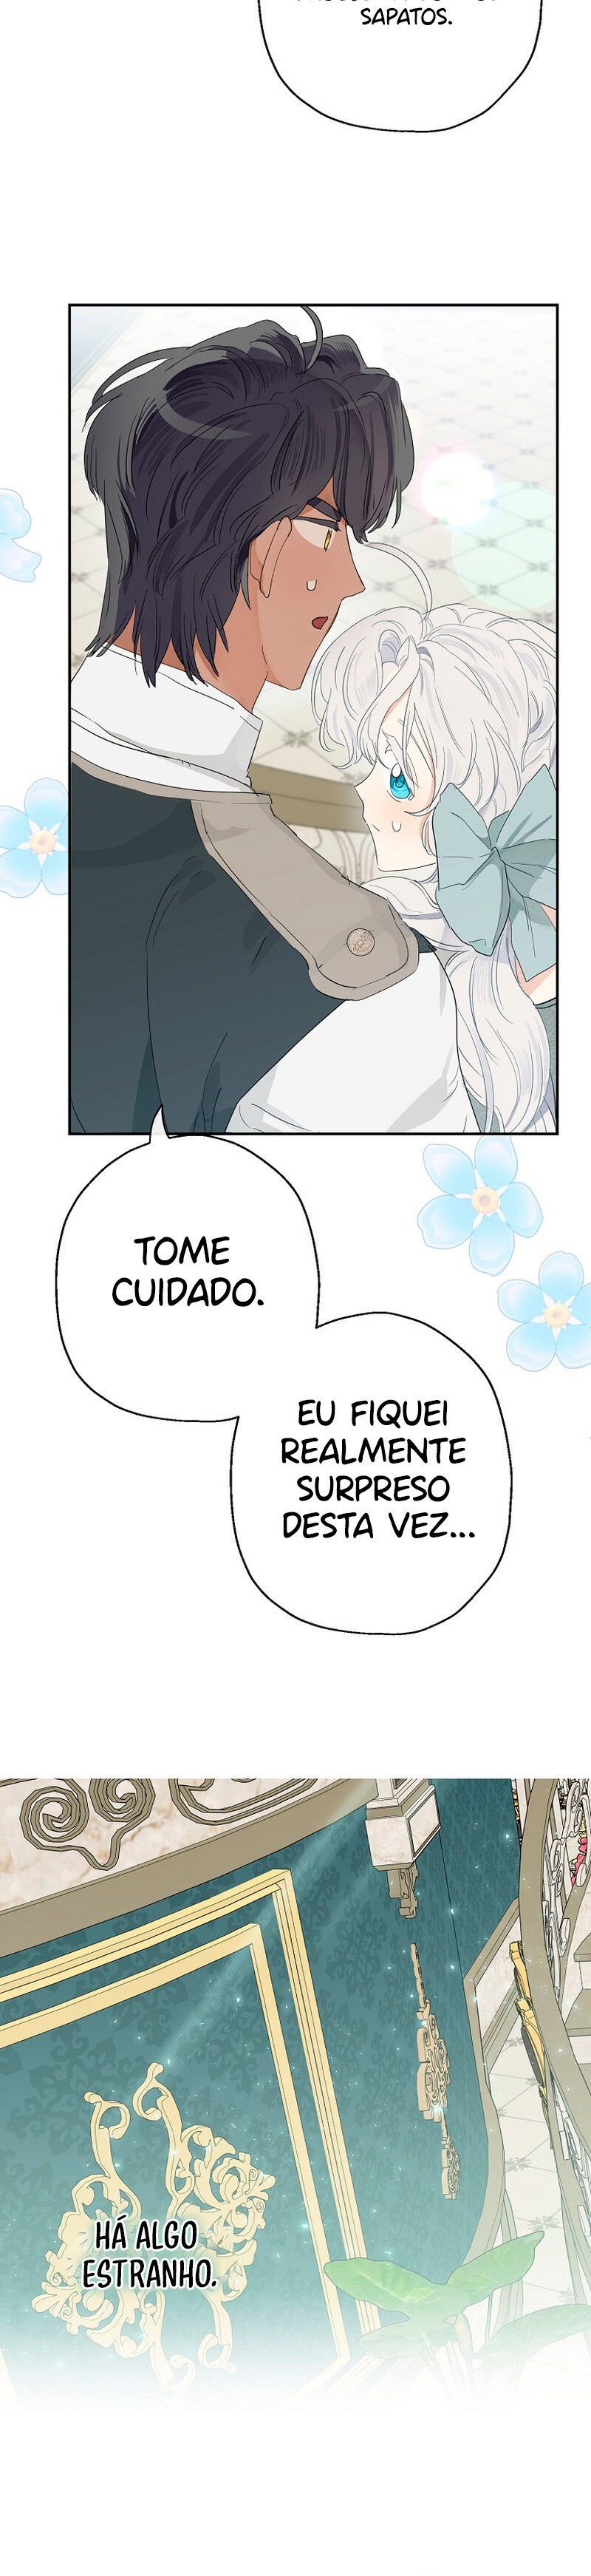 SAPATOS.
TOME
CUIDADO.
EU FIQUEI
REALMENTE
SURPRESO
DESTA VEZ...
HÁ ALGO
ESTRANHO.